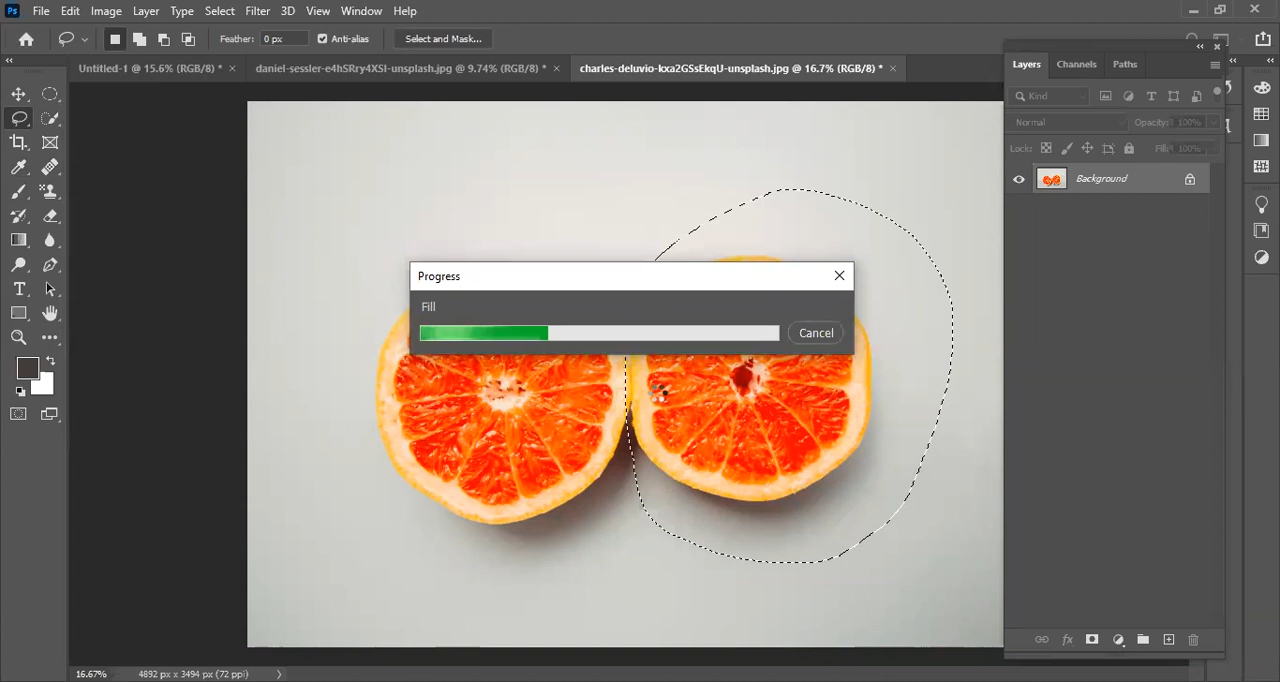 Ps File Edit Image Layer Type Select Filter 3D View Window Help
Feather: 0 px Anti-alias Select and Mask...
Untitled-1 @ 15.6% (RGB/8) * × daniel-sessler-e4hSRry4XSI-unsplash.jpg @ 9.74% (RGB/8) * × charles-deluvio-kxa2GSsEkqU-unsplash.jpg @ 16.7% (RGB/8) * ×
Layers Channels Paths
Kind
Normal Opacity: 100%
Lock: Fill: 100%
Background
Progress
Fill
Cancel
16.67% 4892 px x 3494 px (72 ppi)